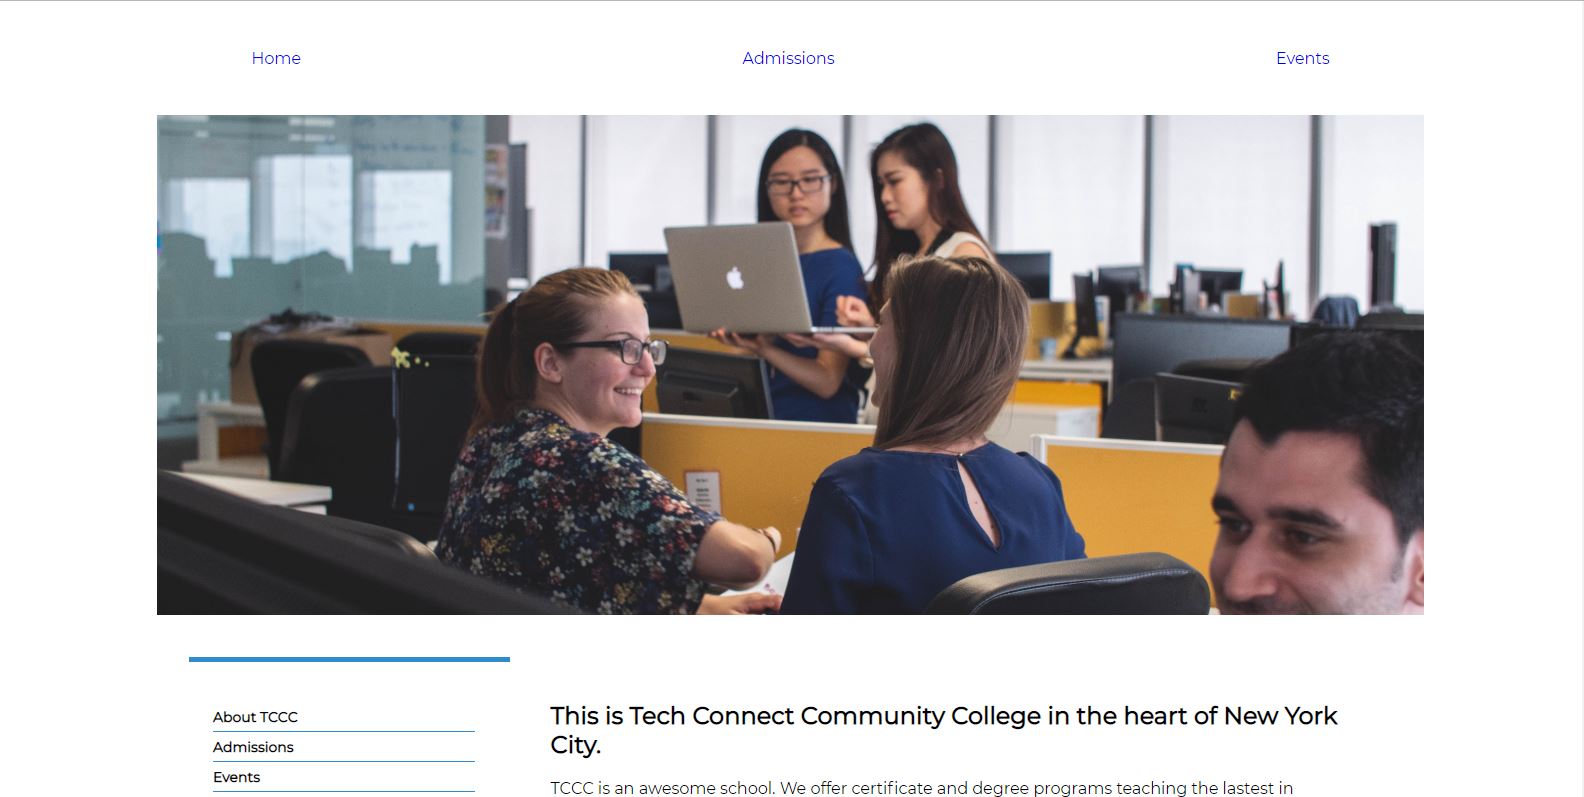 Home Admissions Events
About TCCC
Admissions
Events
This is Tech Connect Community College in the heart of New York
City.
TCCC is an awesome school. We offer certificate and degree programs teaching the lastest in